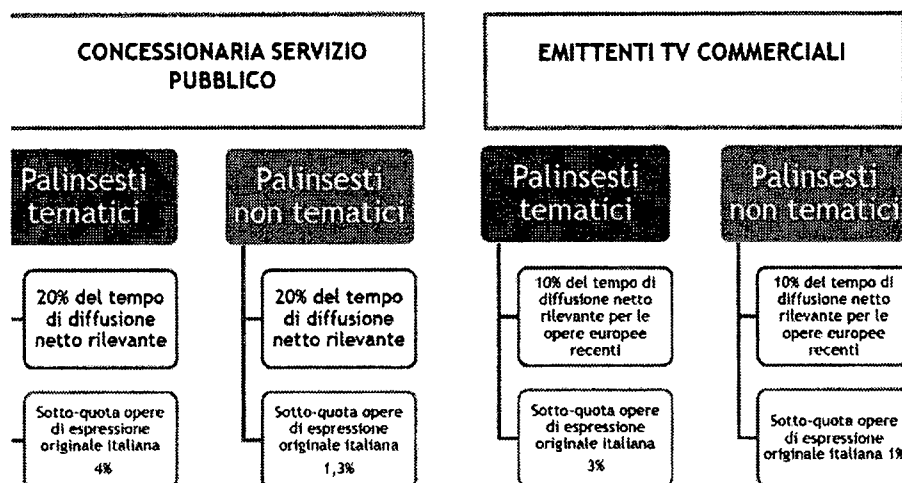 CONCESSIONARIA SERVIZIO
PUBBLICO
EMITTENTI TV COMMERCIALI
Palinsesti
tematici
20% del tempo
di diffusione
netto rilevante
Sotto-quota opere
di espressione
originale italiana
4%
Palinsesti
non tematici
20% del tempo
di diffusione
netto rilevante
Sotto-quota opere
di espressione
originale italiana
1,3%
Palinsesti
tematici
10% del tempo di
diffusione netto
rilevante per le
opere europee
recenti
Sotto-quota opere
di espressione
originale italiana
3%
Palinsesti
non tematici
10% del tempo di
diffusione netto
rilevante per le
opere europee
recenti
Sotto-quota opere
di espressione
originale italiana 1%